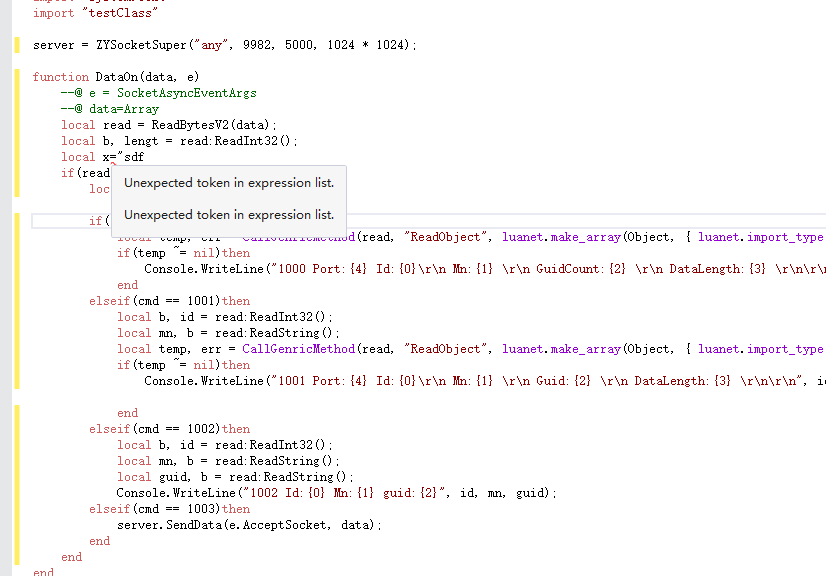 import "testClass"
server = ZYSocketSuper("any", 9982, 5000, 1024 * 1024);
function DataOn(data, e)
--@ e = SocketAsyncEventArgs
--@ data=Array
local read = ReadBytesV2(data);
local b, lengt = read:ReadInt32();
local x="sdf
if(read
Unexpected token in expression list.
loc
Unexpected token in expression list.
if(
local temp, err = CallGenricMethod(read, "ReadObject", luanet.make_array(Object, { luanet.import_type
if(temp ~= nil)then
Console.WriteLine("1000 Port:{4} Id:{0}\r\n Mn:{1} \r\n GuidCount:{2} \r\n DataLength:{3} \r\n\r\n
end
elseif(cmd == 1001)then
local b, id = read:ReadInt32();
local mn, b = read:ReadString();
local temp, err = CallGenricMethod(read, "ReadObject", luanet.make_array(Object, { luanet.import_type
if(temp ~= nil)then
Console.WriteLine("1001 Port:{4} Id:{0}\r\n Mn:{1} \r\n Guid:{2} \r\n DataLength:{3} \r\n\r\n", id
end
elseif(cmd == 1002)then
local b, id = read:ReadInt32();
local mn, b = read:ReadString();
local guid, b = read:ReadString();
Console.WriteLine("1002 Id:{0} Mn:{1} guid:{2}", id, mn, guid);
elseif(cmd == 1003)then
server.SendData(e.AcceptSocket, data);
end
end
end